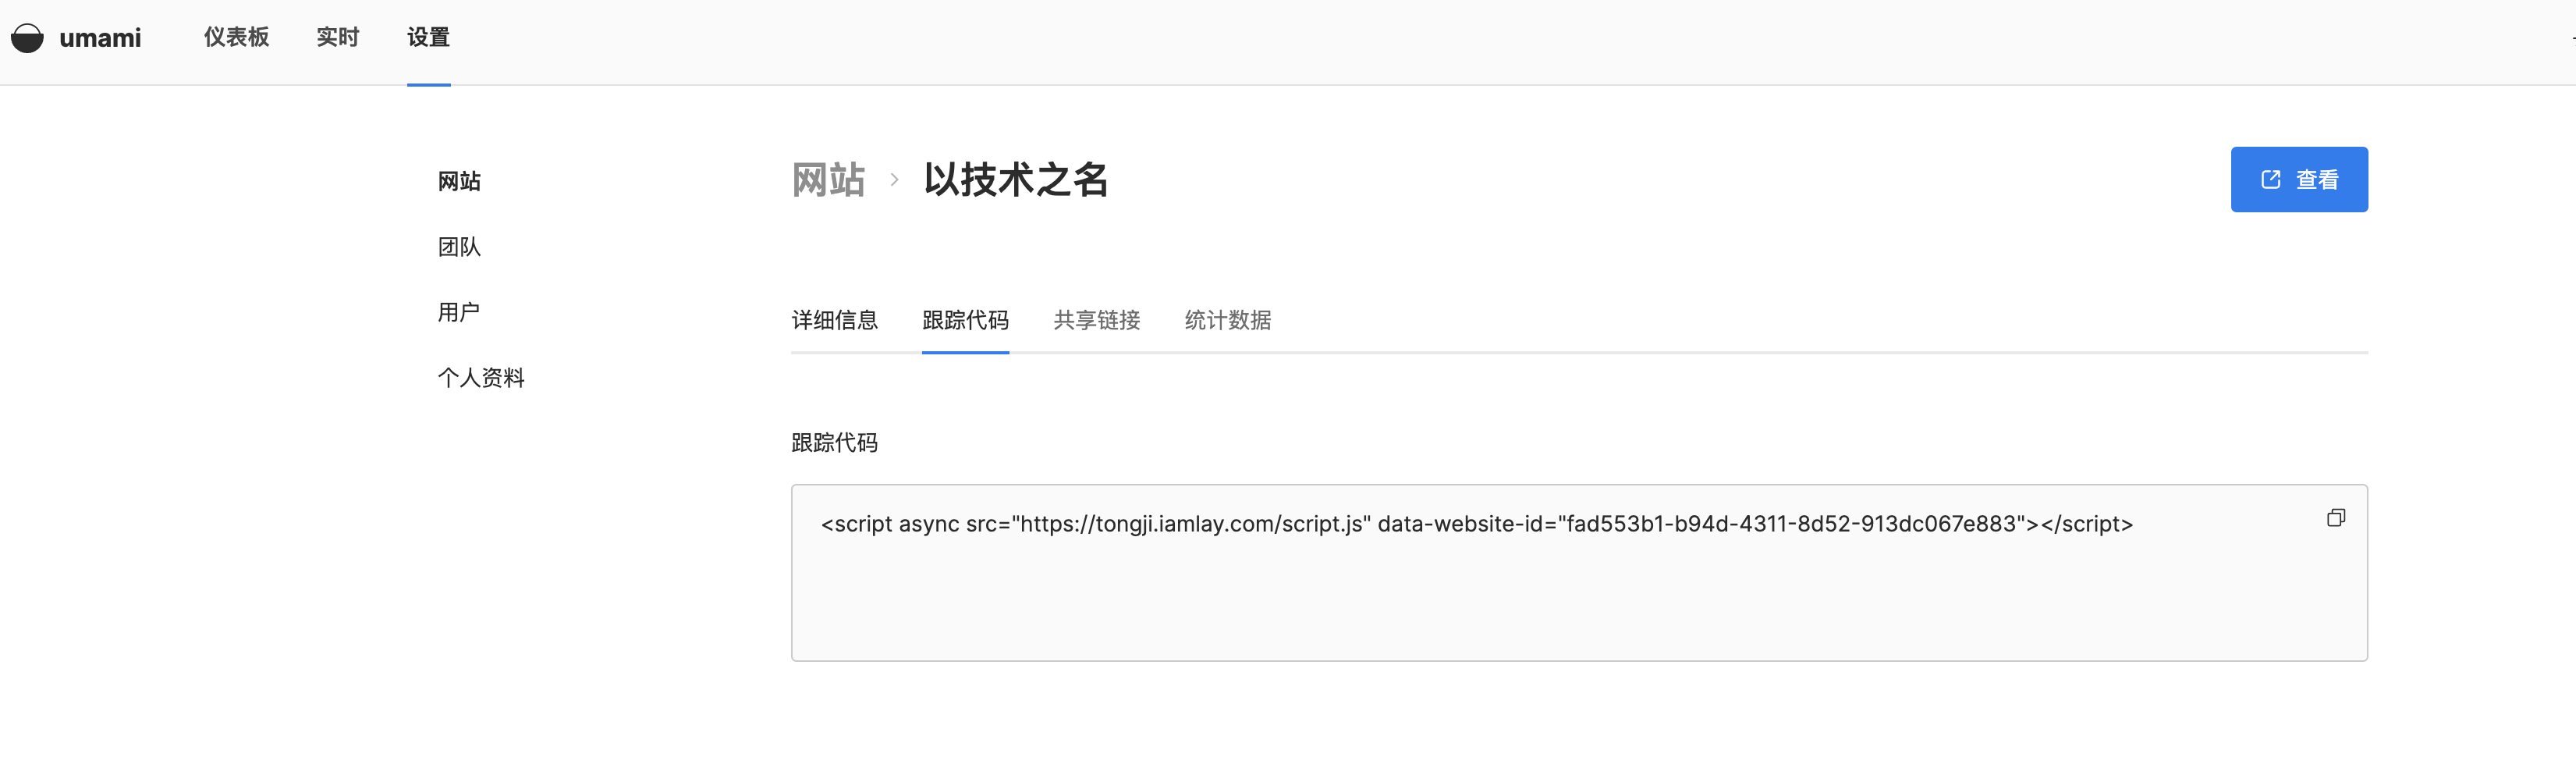 umami 仪表板 实时 设置
网站
团队
用户
个人资料
网站 › 以技术之名
查看
详细信息 跟踪代码 共享链接 统计数据
跟踪代码
<script async src="https://tongji.iamlay.com/script.js" data-website-id="fad553b1-b94d-4311-8d52-913dc067e883"></script>